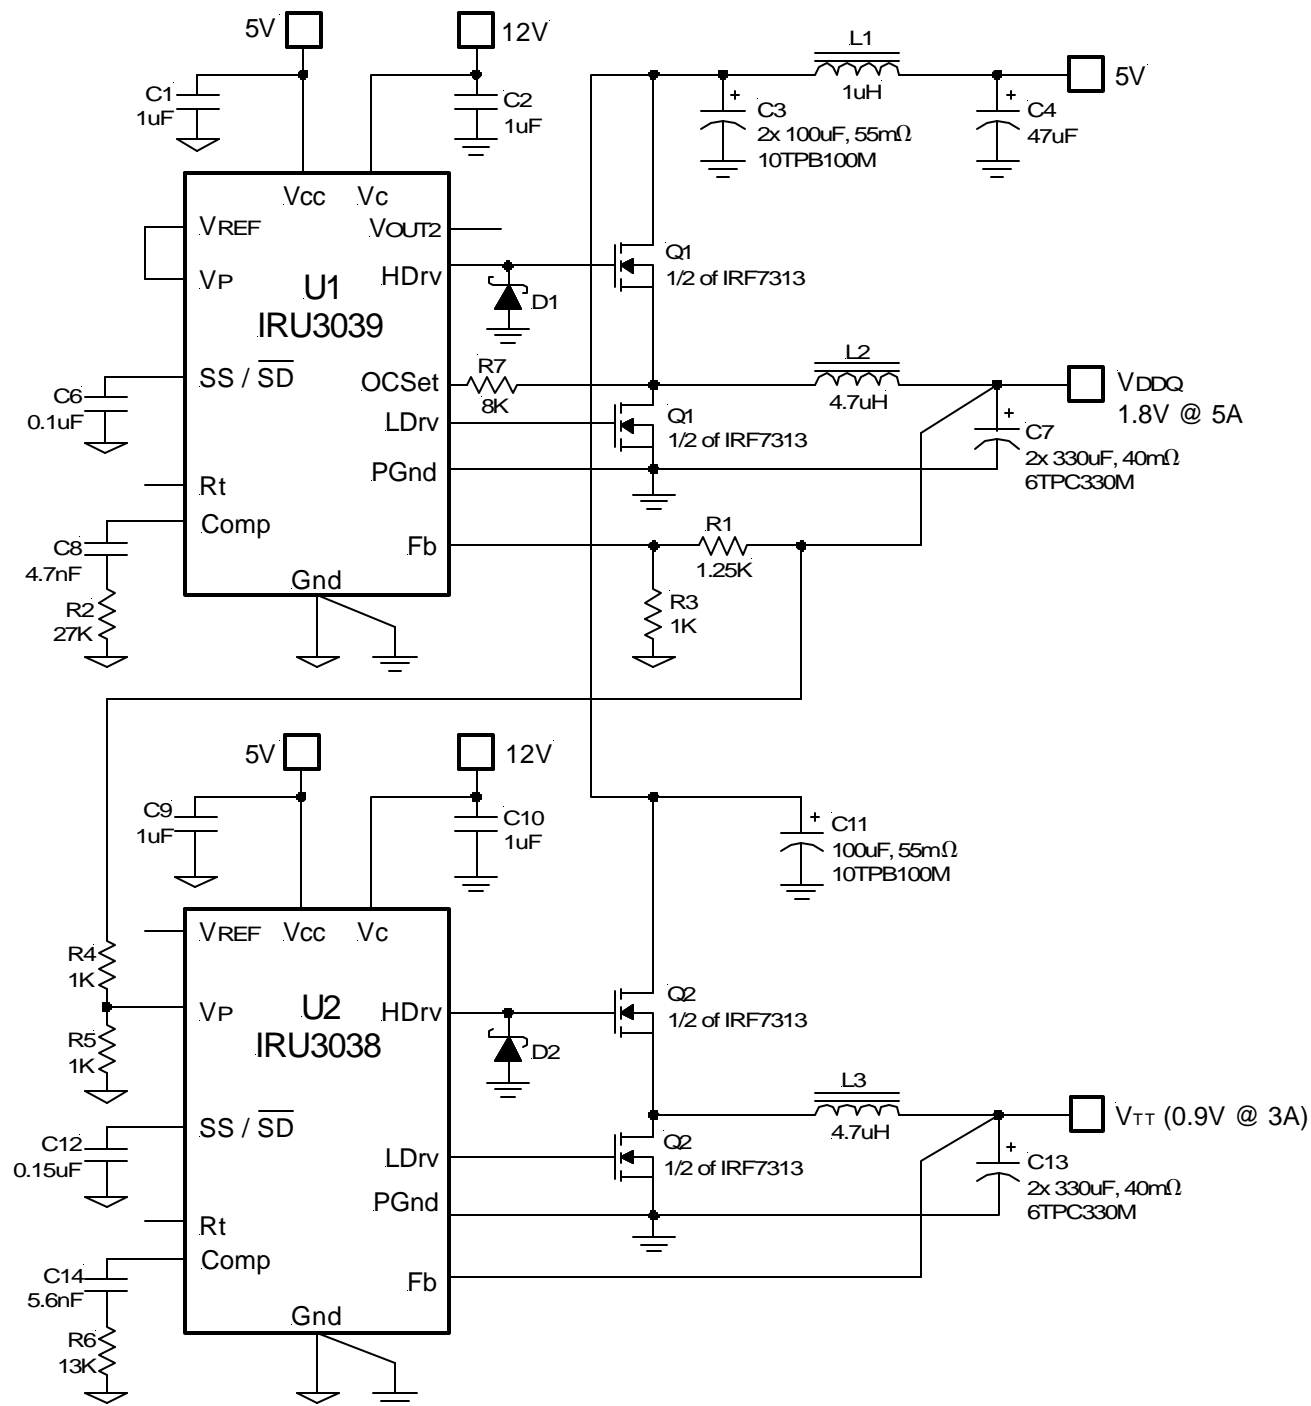 5V
12V
L1
1uH
5V
C1
1uF
C2
1uF
C3
2x 100uF, 55mΩ
10TPB100M
C4
47uF
Vcc
Vc
VREF
VOUT2
VP
HDrv
U1
IRU3039
D1
Q1
1/2 of IRF7313
SS / SD
OCSet
R7
8K
L2
4.7uH
VDDQ
1.8V @ 5A
C6
0.1uF
LDrv
Q1
1/2 of IRF7313
C7
2x 330uF, 40mΩ
6TPC330M
PGnd
Rt
Comp
Fb
R1
1.25K
C8
4.7nF
R2
27K
Gnd
R3
1K
5V
12V
C9
1uF
C10
1uF
C11
100uF, 55mΩ
10TPB100M
VREF
Vcc
Vc
R4
1K
VP
U2
IRU3038
HDrv
Q2
1/2 of IRF7313
R5
1K
D2
L3
4.7uH
VTT (0.9V @ 3A)
SS / SD
C12
0.15uF
LDrv
Q2
1/2 of IRF7313
C13
2x 330uF, 40mΩ
6TPC330M
PGnd
Rt
Comp
Fb
C14
5.6nF
R6
13K
Gnd